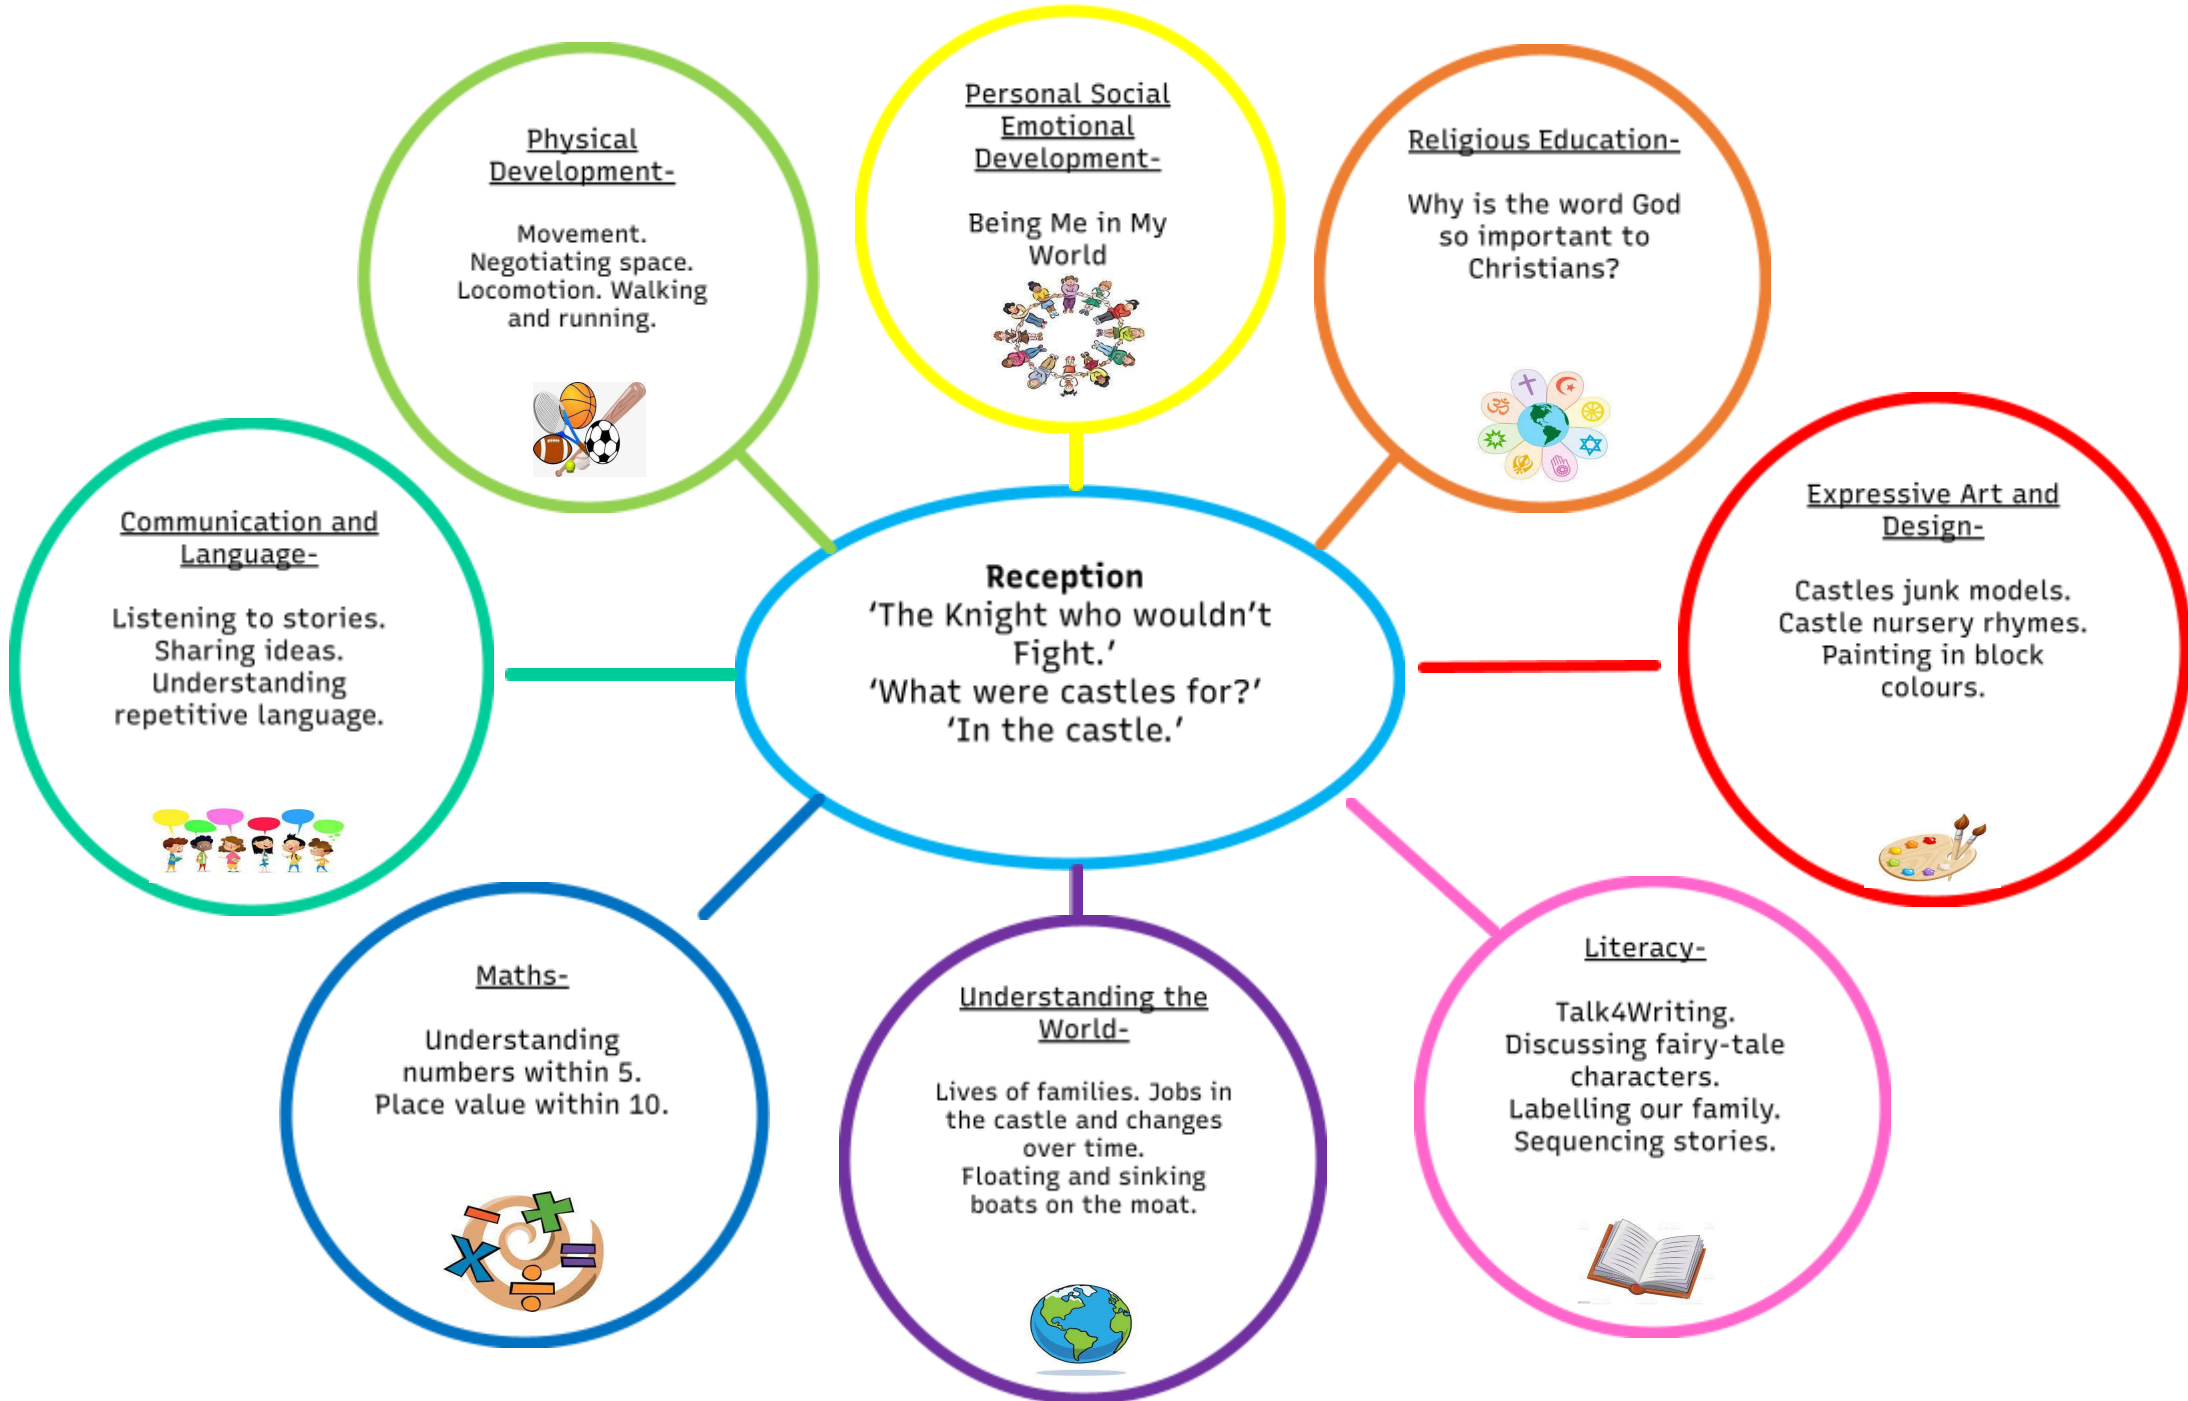 Physical
Development-
Movement.
Negotiating space.
Locomotion. Walking
and running.
Personal Social
Emotional
Development-
Being Me in My
World
Religious Education-
Why is the word God
so important to
Christians?
Communication and
Language-
Listening to stories.
Sharing ideas.
Understanding
repetitive language.
Reception
‘The Knight who wouldn’t
Fight.’
‘What were castles for?’
‘In the castle.’
Expressive Art and
Design-
Castles junk models.
Castle nursery rhymes.
Painting in block
colours.
Maths-
Understanding
numbers within 5.
Place value within 10.
Understanding the
World-
Lives of families. Jobs in
the castle and changes
over time.
Floating and sinking
boats on the moat.
Literacy-
Talk4Writing.
Discussing fairy-tale
characters.
Labelling our family.
Sequencing stories.